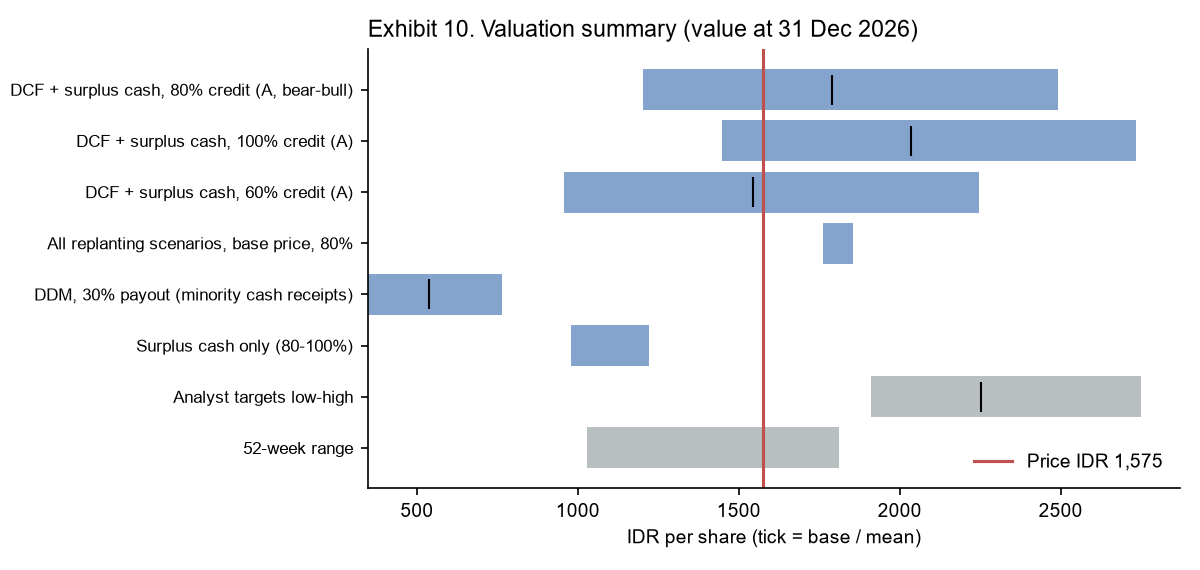 Exhibit 10. Valuation summary (value at 31 Dec 2026)
DCF + surplus cash, 80% credit (A, bear-bull)
DCF + surplus cash, 100% credit (A)
DCF + surplus cash, 60% credit (A)
All replanting scenarios, base price, 80%
DDM, 30% payout (minority cash receipts)
Surplus cash only (80-100%)
Analyst targets low-high
52-week range
Price IDR 1,575
500 1000 1500 2000 2500
IDR per share (tick = base / mean)